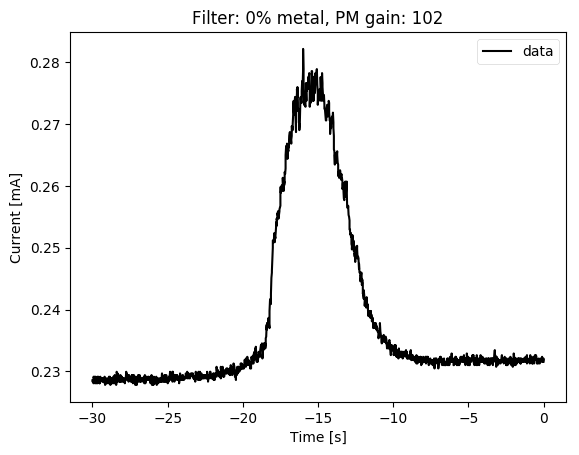 Filter: 0% metal, PM gain: 102
data
0.28
0.27
0.26
0.25
0.24
0.23
Current [mA]
−30 −25 −20 −15 −10 −5 0
Time [s]